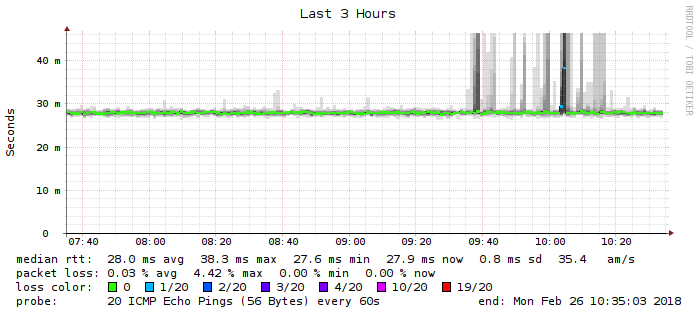 Last 3 Hours
RRDTOOL / TOBI OETIKER
Seconds
40 m
30 m
20 m
10 m
0
07:40 08:00 08:20 08:40 09:00 09:20 09:40 10:00 10:20
median rtt: 28.0 ms avg 38.3 ms max 27.6 ms min 27.9 ms now 0.8 ms sd 35.4 am/s
packet loss: 0.03 % avg 4.42 % max 0.00 % min 0.00 % now
loss color: 0 1/20 2/20 3/20 4/20 10/20 19/20
probe: 20 ICMP Echo Pings (56 Bytes) every 60s end: Mon Feb 26 10:35:03 2018